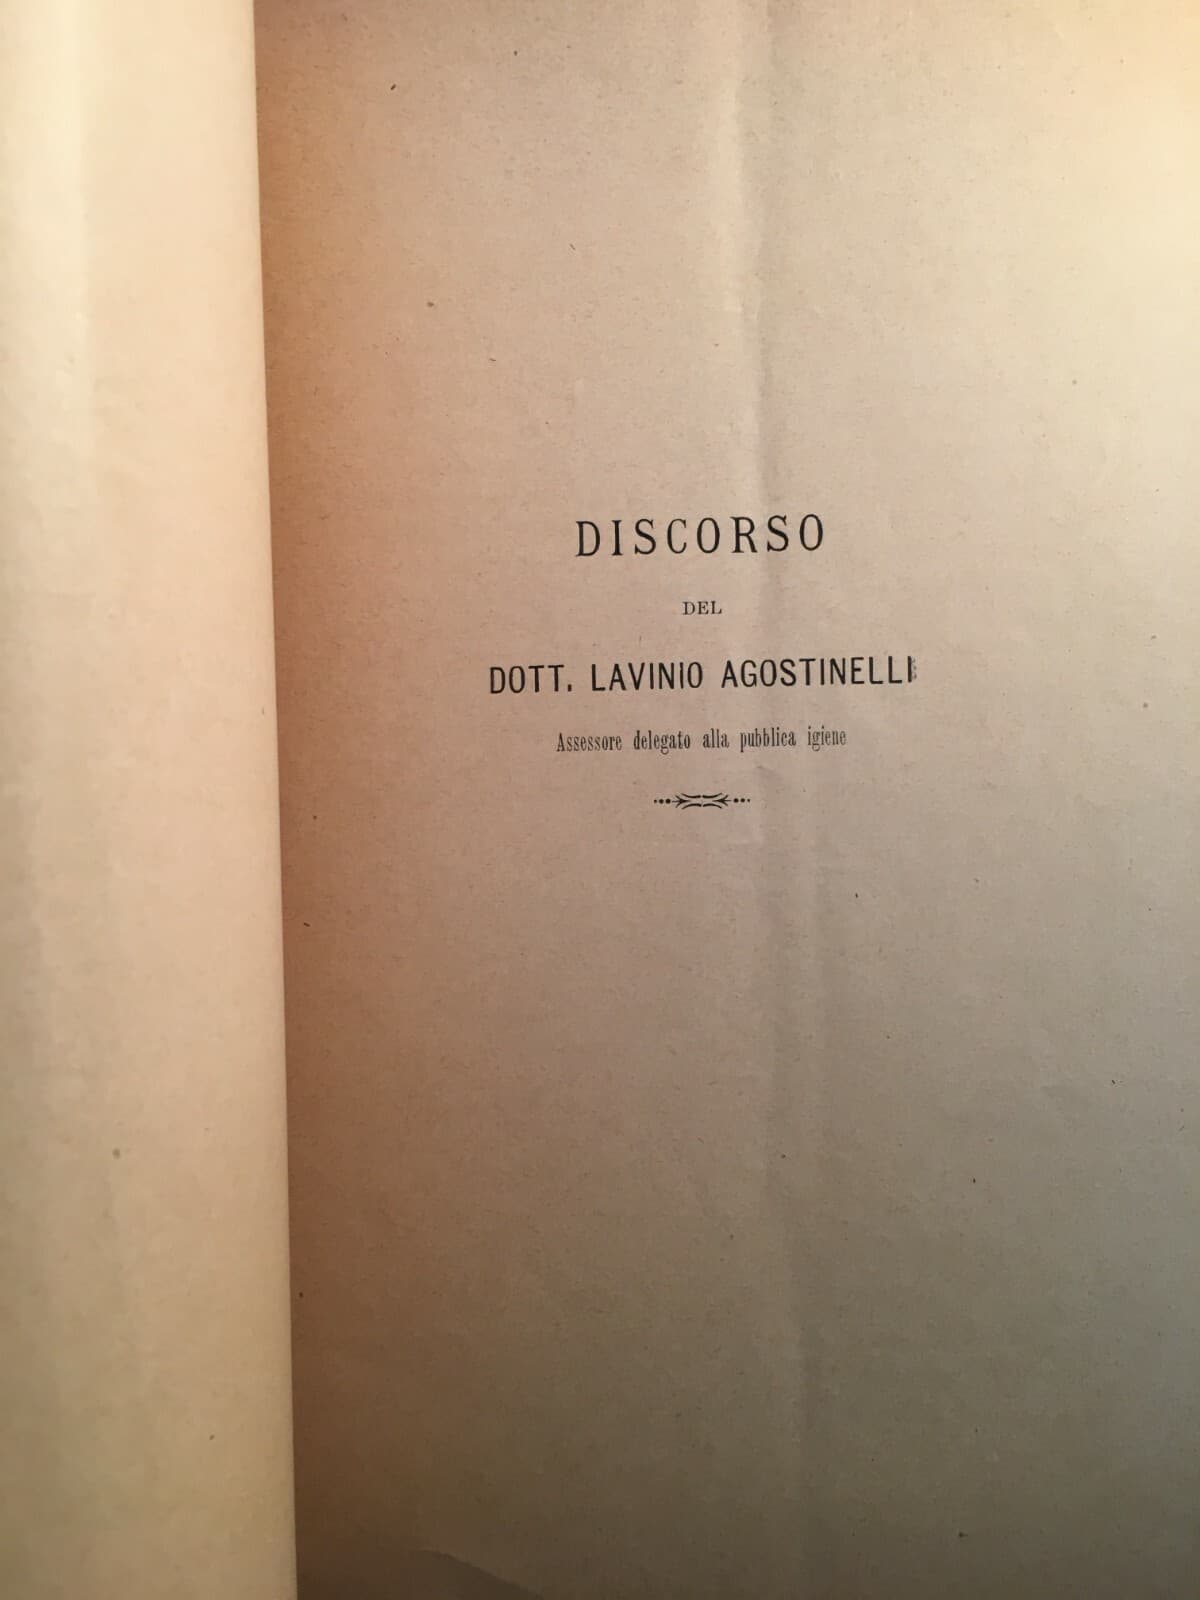 DISCORSO
DEL
DOTT. LAVINIO AGOSTINELLI
Assessore delegato alla pubblica igiene